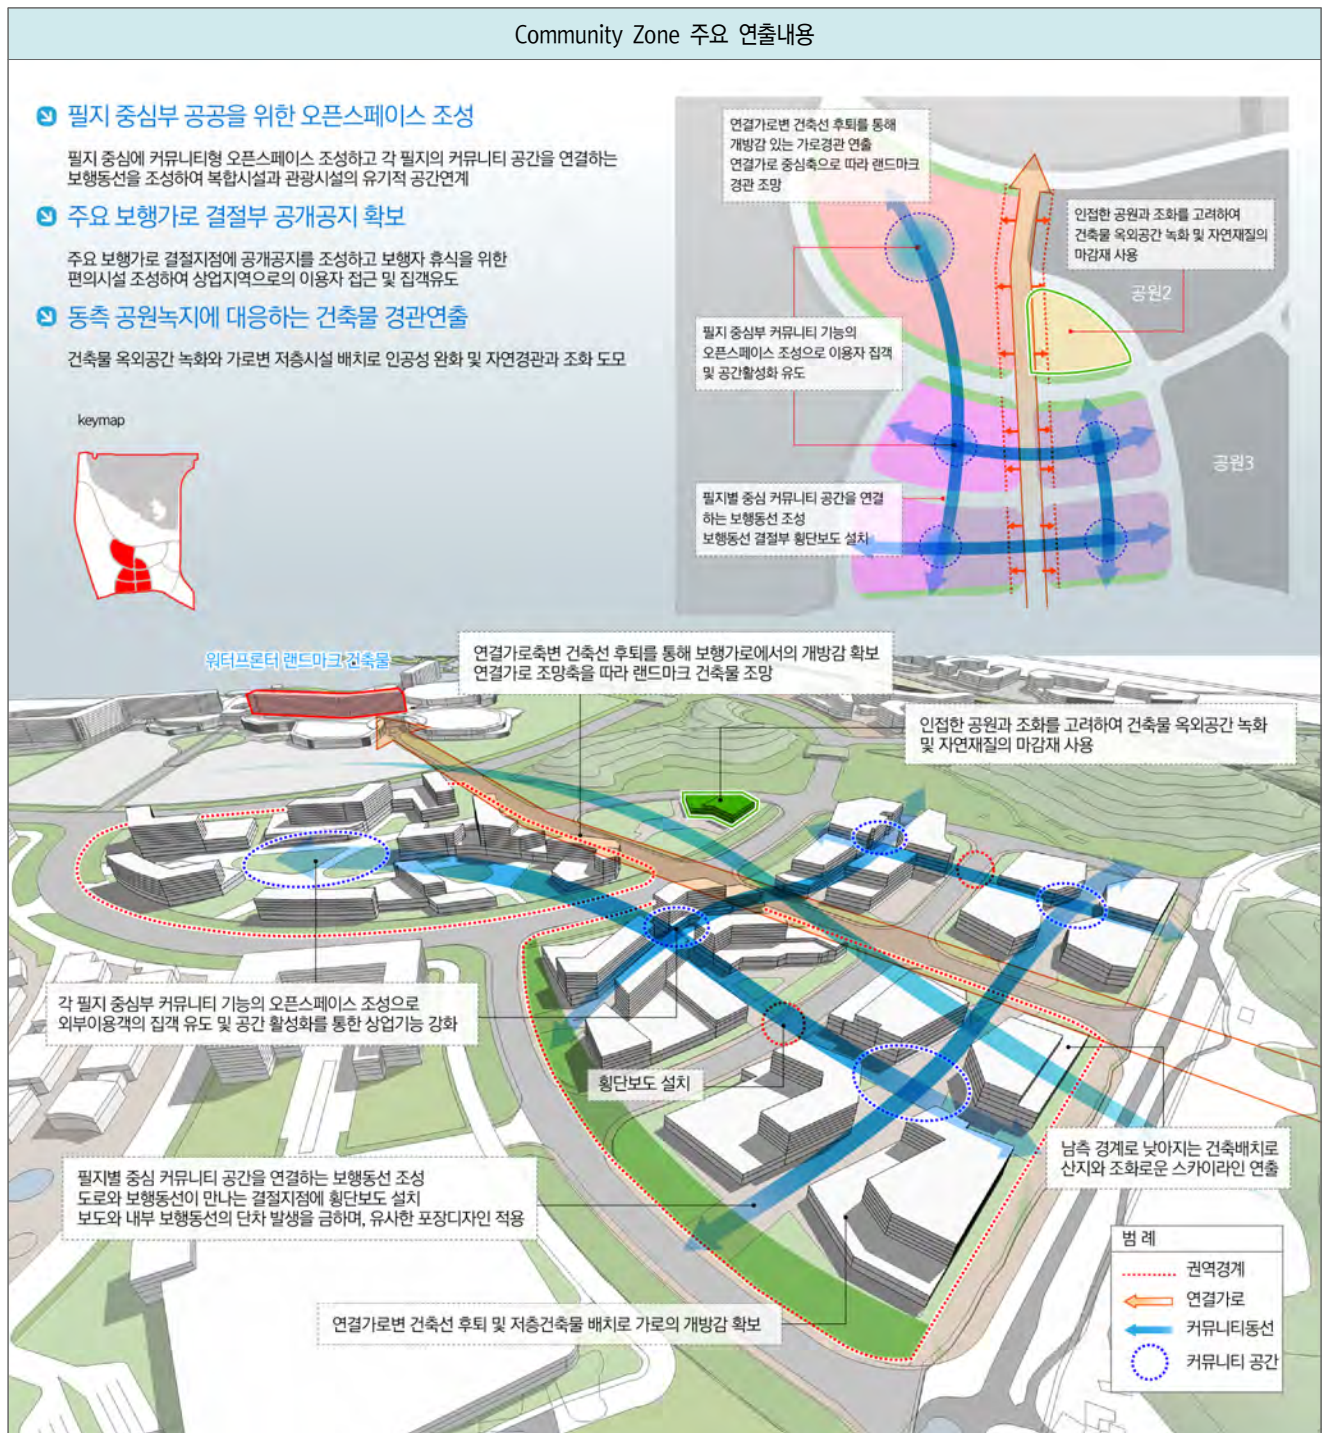 Community Zone 주요 연출내용
필지 중심부 공공을 위한 오픈스페이스 조성
필지 중심에 커뮤니티형 오픈스페이스 조성하고 각 필지의 커뮤니티 공간을 연결하는
보행동선을 조성하여 복합시설과 관광시설의 유기적 공간연계
주요 보행가로 결절부 공개공지 확보
주요 보행가로 결절지점에 공개공지를 조성하고 보행자 휴식을 위한
편의시설 조성하여 상업지역으로의 이용자 접근 및 집객유도
동측 공원녹지에 대응하는 건축물 경관연출
건축물 옥외공간 녹화와 가로변 저층시설 배치로 인공성 완화 및 자연경관과 조화 도모
keymap
연결가로변 건축선 후퇴를 통해
개방감 있는 가로경관 연출
연결가로 중심축으로 따라 랜드마크
경관 조망
인접한 공원과 조화를 고려하여
건축물 옥외공간 녹화 및 자연재질의
마감재 사용
공원2
필지 중심부 커뮤니티 기능의
오픈스페이스 조성으로 이용자 집객
및 공간활성화 유도
공원3
필지별 중심 커뮤니티 공간을 연결
하는 보행동선 조성
보행동선 결절부 횡단보도 설치
워터프론터 랜드마크 건축물
연결가로축변 건축선 후퇴를 통해 보행가로에서의 개방감 확보
연결가로 조망축을 따라 랜드마크 건축물 조망
인접한 공원과 조화를 고려하여 건축물 옥외공간 녹화
및 자연재질의 마감재 사용
각 필지 중심부 커뮤니티 기능의 오픈스페이스 조성으로
외부이용객의 집객 유도 및 공간 활성화를 통한 상업기능 강화
횡단보도 설치
남측 경계로 낮아지는 건축배치로
산지와 조화로운 스카이라인 연출
필지별 중심 커뮤니티 공간을 연결하는 보행동선 조성
도로와 보행동선이 만나는 결절지점에 횡단보도 설치
보도와 내부 보행동선의 단차 발생을 금하며, 유사한 포장디자인 적용
연결가로변 건축선 후퇴 및 저층건축물 배치로 가로의 개방감 확보
범 례
권역경계
연결가로
커뮤니티동선
커뮤니티 공간